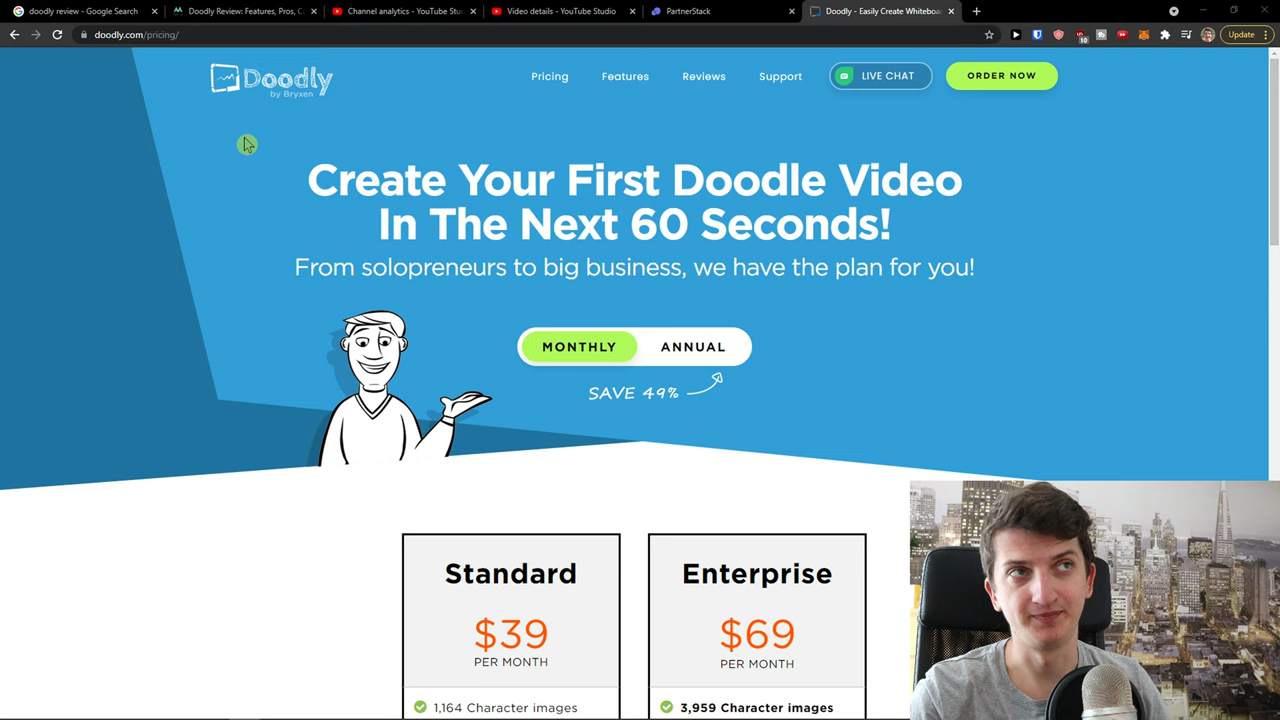 doodly review - Google Search
Doodly Review: Features, Pros, C
Channel analytics - YouTube Stu
Video details - YouTube Studio
PartnerStack
Doodly - Easily Create Whiteboa
doodly.com/pricing/
10
Update
Doodly
by Bryxen
Pricing
Features
Reviews
Support
LIVE CHAT
ORDER NOW
Create Your First Doodle Video
In The Next 60 Seconds!
From solopreneurs to big business, we have the plan for you!
MONTHLY
ANNUAL
SAVE 49%
Standard
$39
PER MONTH
1,164 Character images
Enterprise
$69
PER MONTH
3,959 Character images